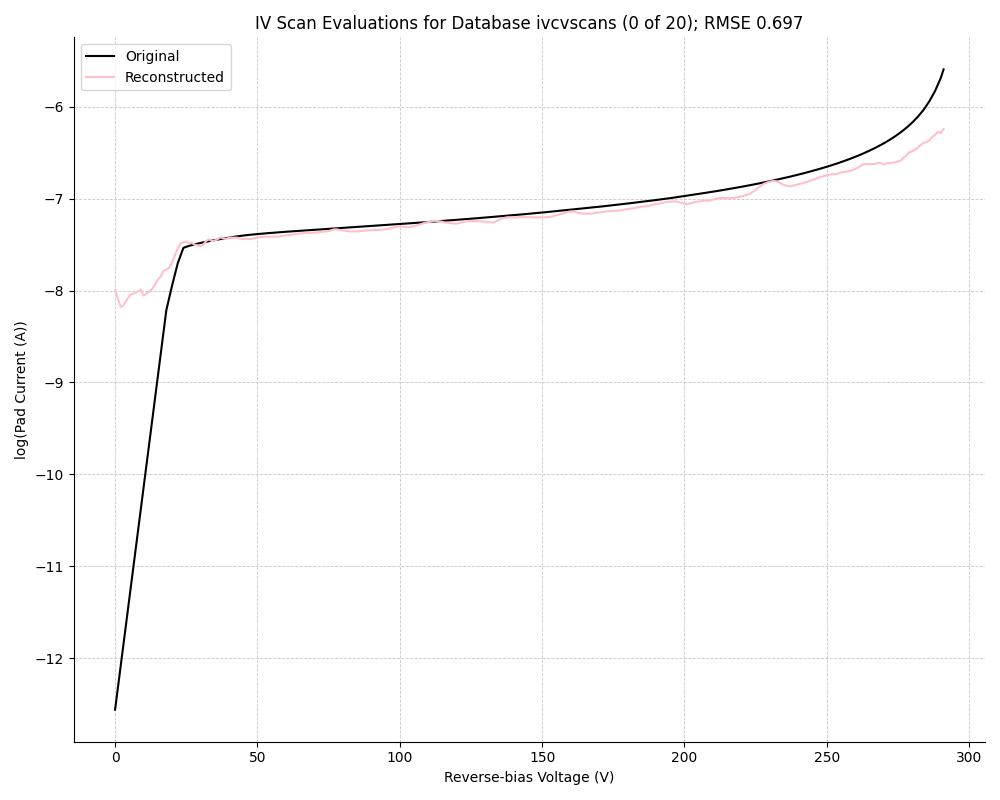 IV Scan Evaluations for Database ivcvscans (0 of 20); RMSE 0.697
Original
Reconstructed
−6
−7
−8
−9
−10
−11
−12
log(Pad Current (A))
0
50
100
150
200
250
300
Reverse-bias Voltage (V)